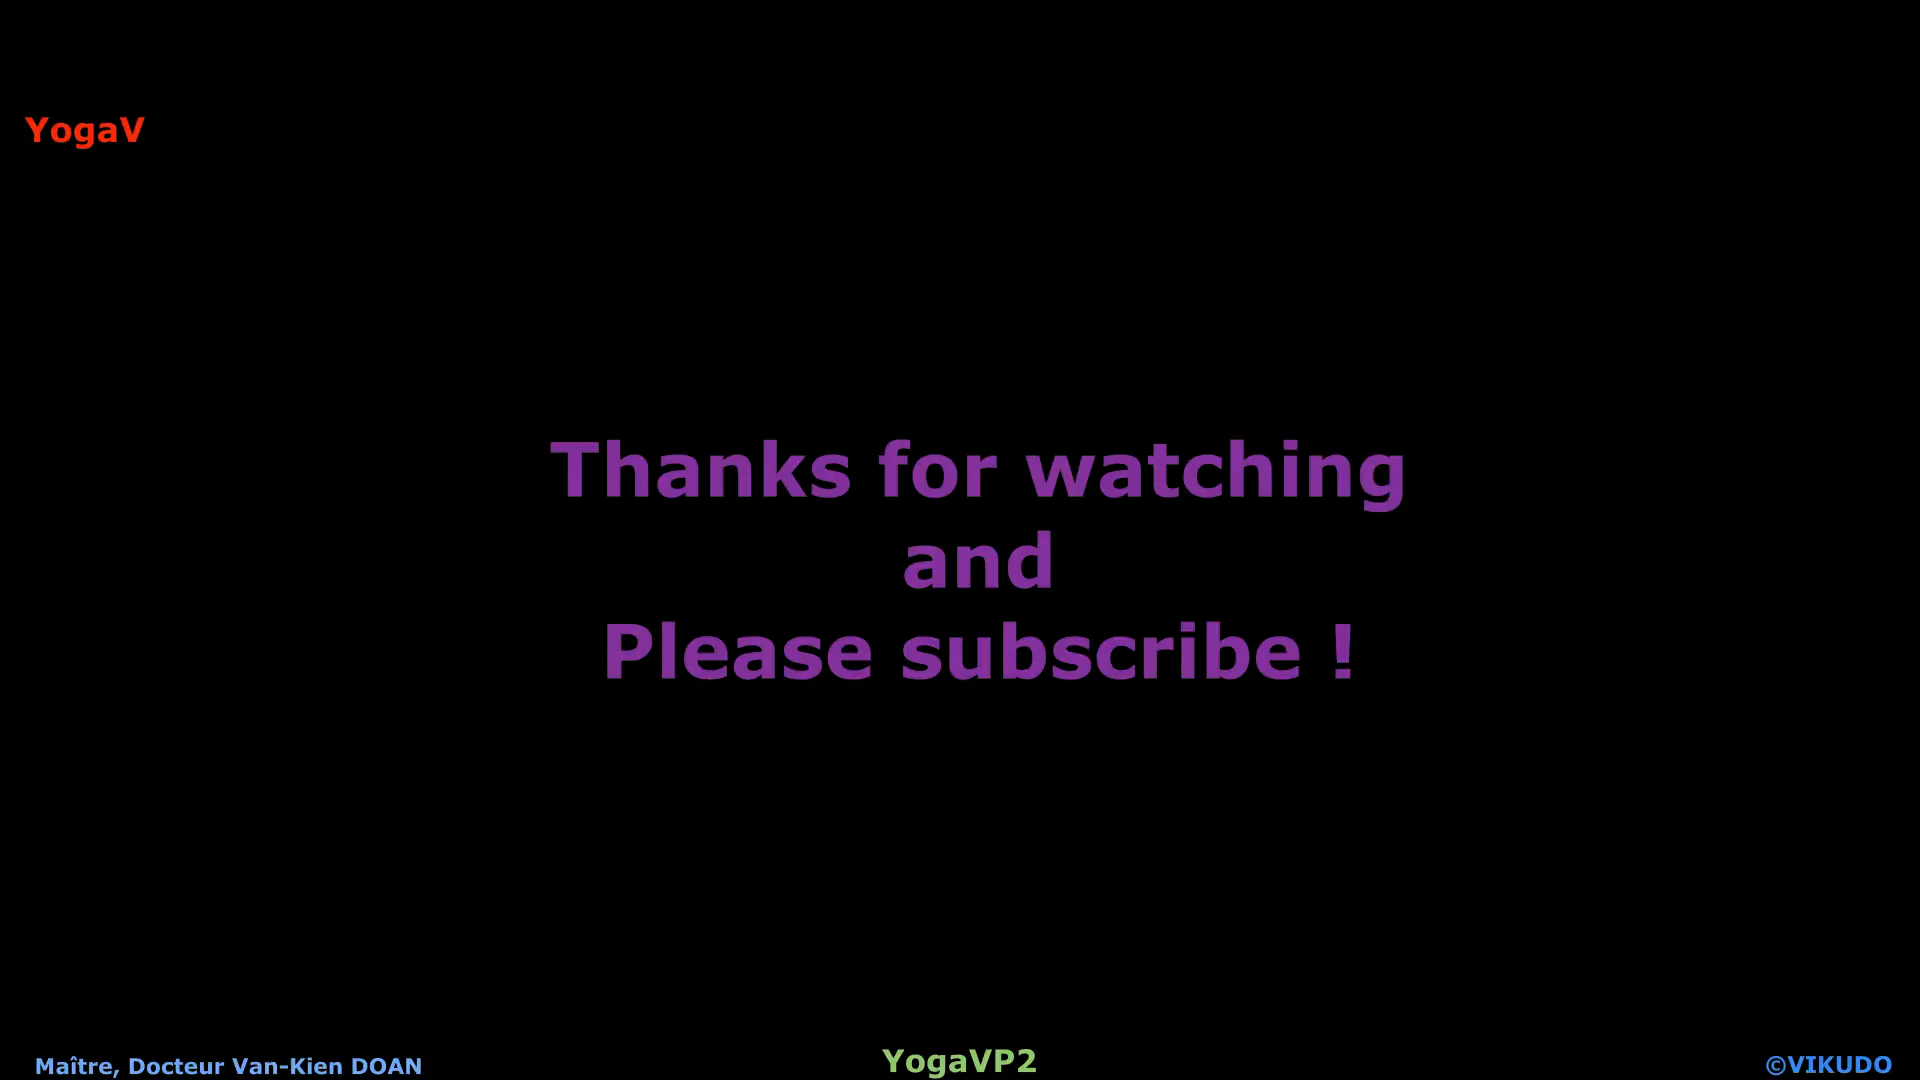 YogaV
Thanks for watching
and
Please subscribe !
Maître, Docteur Van-Kien DOAN
YogaVP2
©VIKUDO